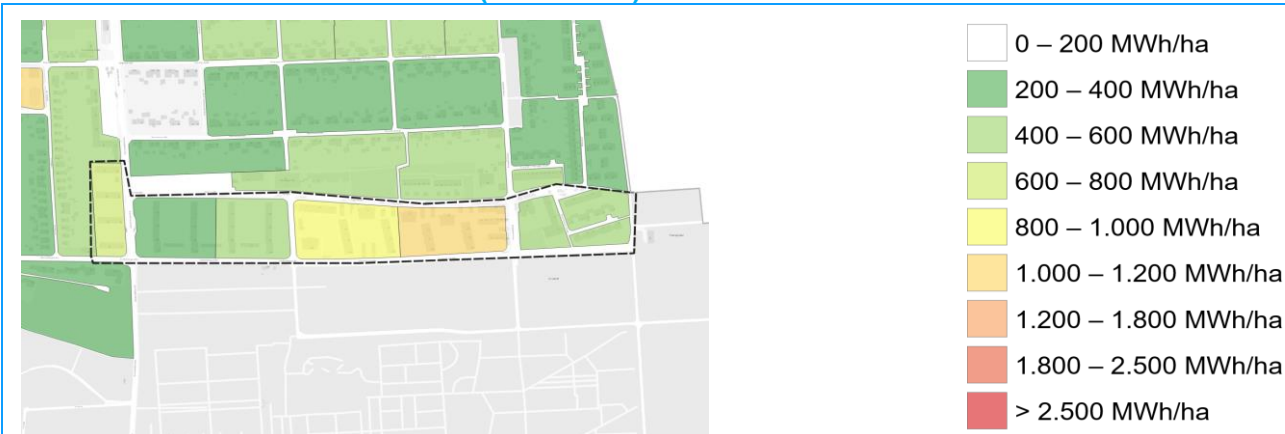 0 – 200 MWh/ha
200 – 400 MWh/ha
400 – 600 MWh/ha
600 – 800 MWh/ha
800 – 1.000 MWh/ha
1.000 – 1.200 MWh/ha
1.200 – 1.800 MWh/ha
1.800 – 2.500 MWh/ha
> 2.500 MWh/ha